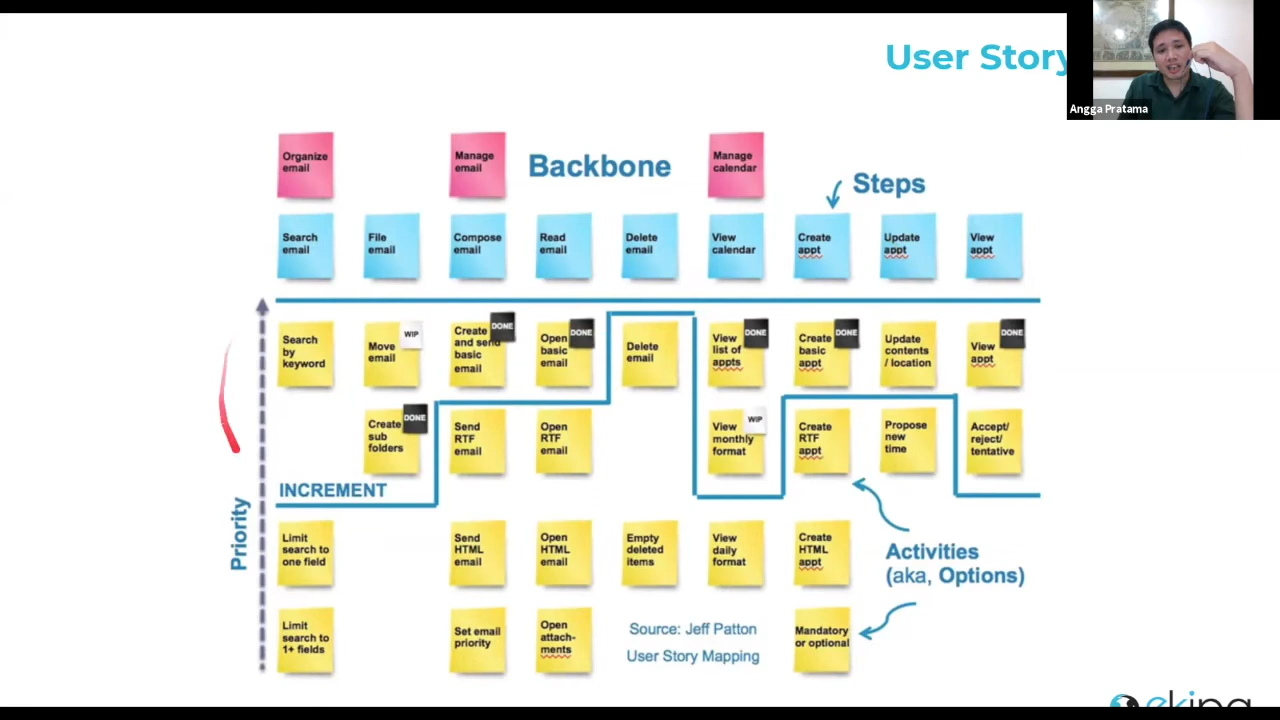 User Story
Angga Pratama
Organize
email
Manage
email
Backbone
Manage
calendar
Steps
Search
email
File
email
Compose
email
Read
email
Delete
email
View
calendar
Create
appt
Update
appt
View
appt
Search
by
keyword
Move
email
WIP
Create
and send
basic
email
DONE
Open
basic
email
DONE
Delete
email
View
list of
appts
DONE
Create
basic
appt
DONE
Update
contents
/ location
View
appt
DONE
Create
sub
folders
DONE
Send
RTF
email
Open
RTF
email
View
monthly
format
WIP
Create
RTF
appt
Propose
new
time
Accept/
reject/
tentative
INCREMENT
Priority
Limit
search to
one field
Send
HTML
email
Open
HTML
email
Empty
deleted
items
View
daily
format
Create
HTML
appt
Activities
(aka, Options)
Limit
search to
1+ fields
Set email
priority
Open
attach-
ments
Source: Jeff Patton
User Story Mapping
Mandatory
or optional
ekipa